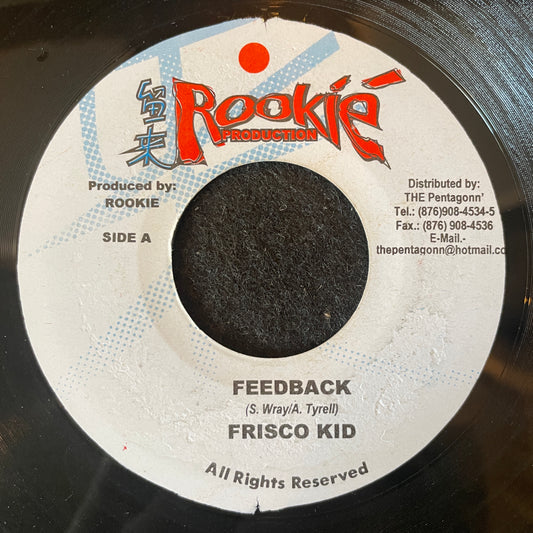 留来
Rookié
PRODUCTION
Produced by:
ROOKIE
SIDE A
Distributed by:
THE Pentagonn'
Tel.: (876)908-4534-5
Fax.: (876) 908-4536
E-Mail.-
thepentagonn@hotmail.co
FEEDBACK
(S. Wray/A. Tyrell)
FRISCO KID
All Rights Reserved